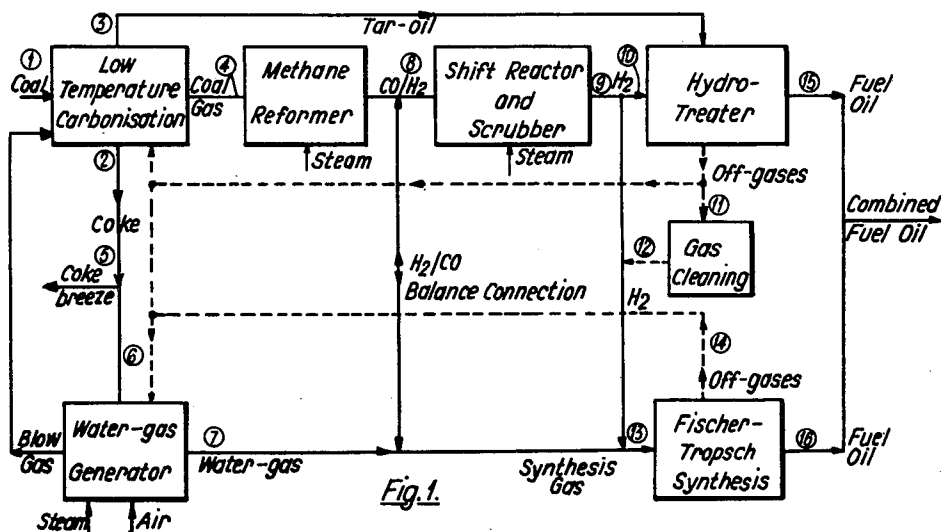 ③
Tar-oil
①
Coal
Low
Temperature
Carbonisation
Coal
Gas
④
Methane
Reformer
Steam
⑧
CO/H₂
Shift Reactor
and
Scrubber
Steam
⑨
H₂
⑩
Hydro-
Treater
⑮
Fuel
Oil
②
Coke
Off-gases
⑪
Gas
Cleaning
⑫
Combined
Fuel Oil
⑤
Coke
breeze
H₂/CO
Balance Connection
H₂
⑥
⑭
Off-gases
Blow
Gas
Water-gas
Generator
⑦
Water-gas
Synthesis
Gas
⑬
Fischer-
Tropsch
Synthesis
⑯
Fuel
Oil
Steam
Air
Fig.1.